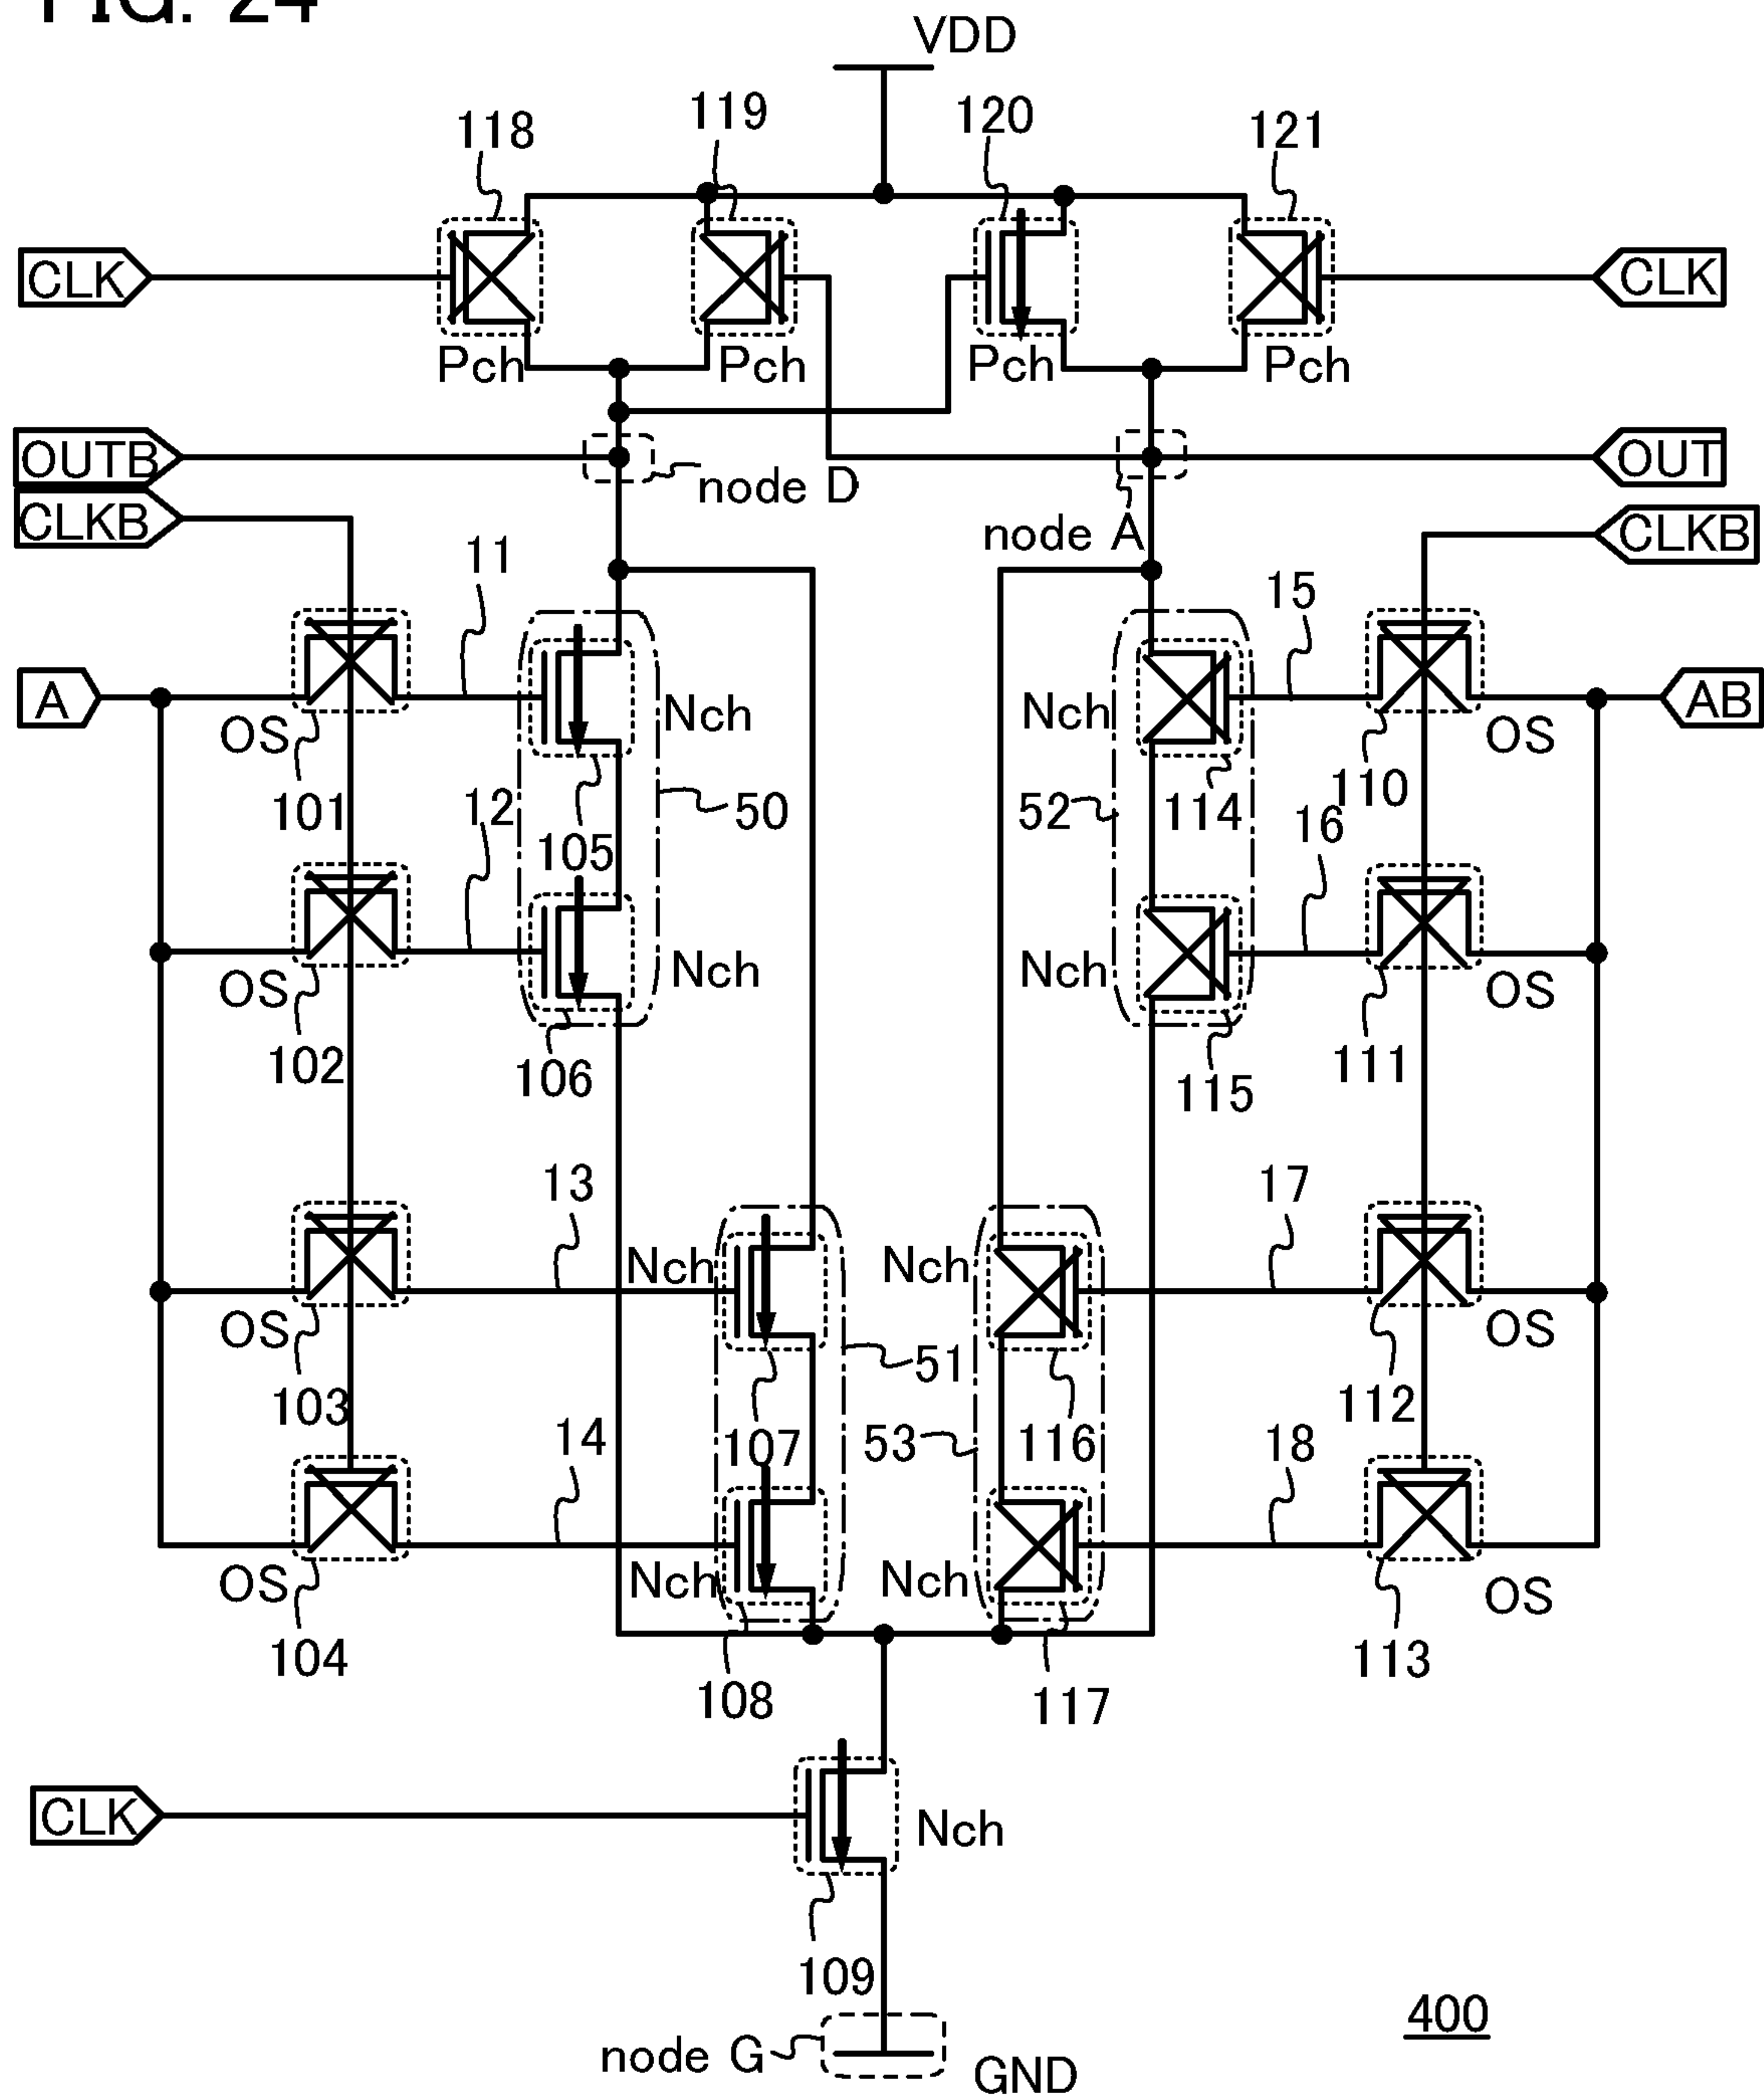 FIG. 24
VDD
118
119
120
121
CLK
CLK
Pch
Pch
Pch
Pch
OUTB
OUT
node D
CLKB
node A
CLKB
11
15
A
Nch
Nch
AB
OS
OS
101
12
105
50
52
114
110
16
OS
Nch
Nch
OS
102
106
115
111
13
17
Nch
Nch
OS
OS
103
51
112
107
53
116
14
18
OS
Nch
Nch
OS
104
108
117
113
CLK
Nch
109
400
node G
GND